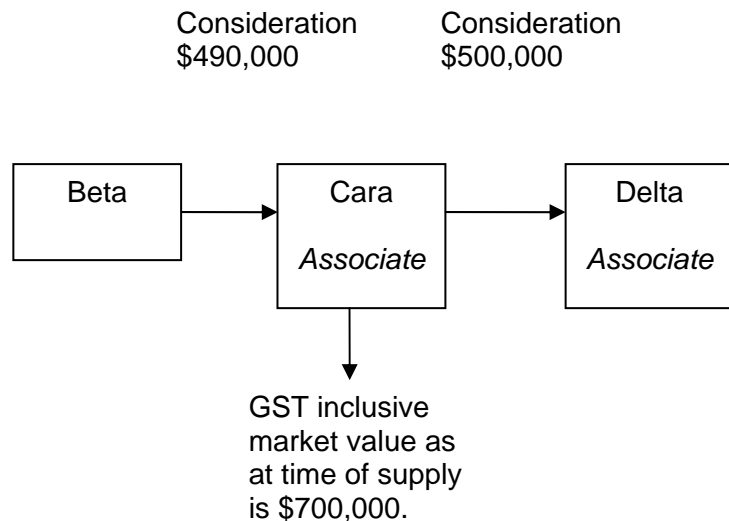 Consideration
$490,000
Consideration
$500,000
Beta
Cara
Associate
Delta
Associate
GST inclusive
market value as
at time of supply
is $700,000.